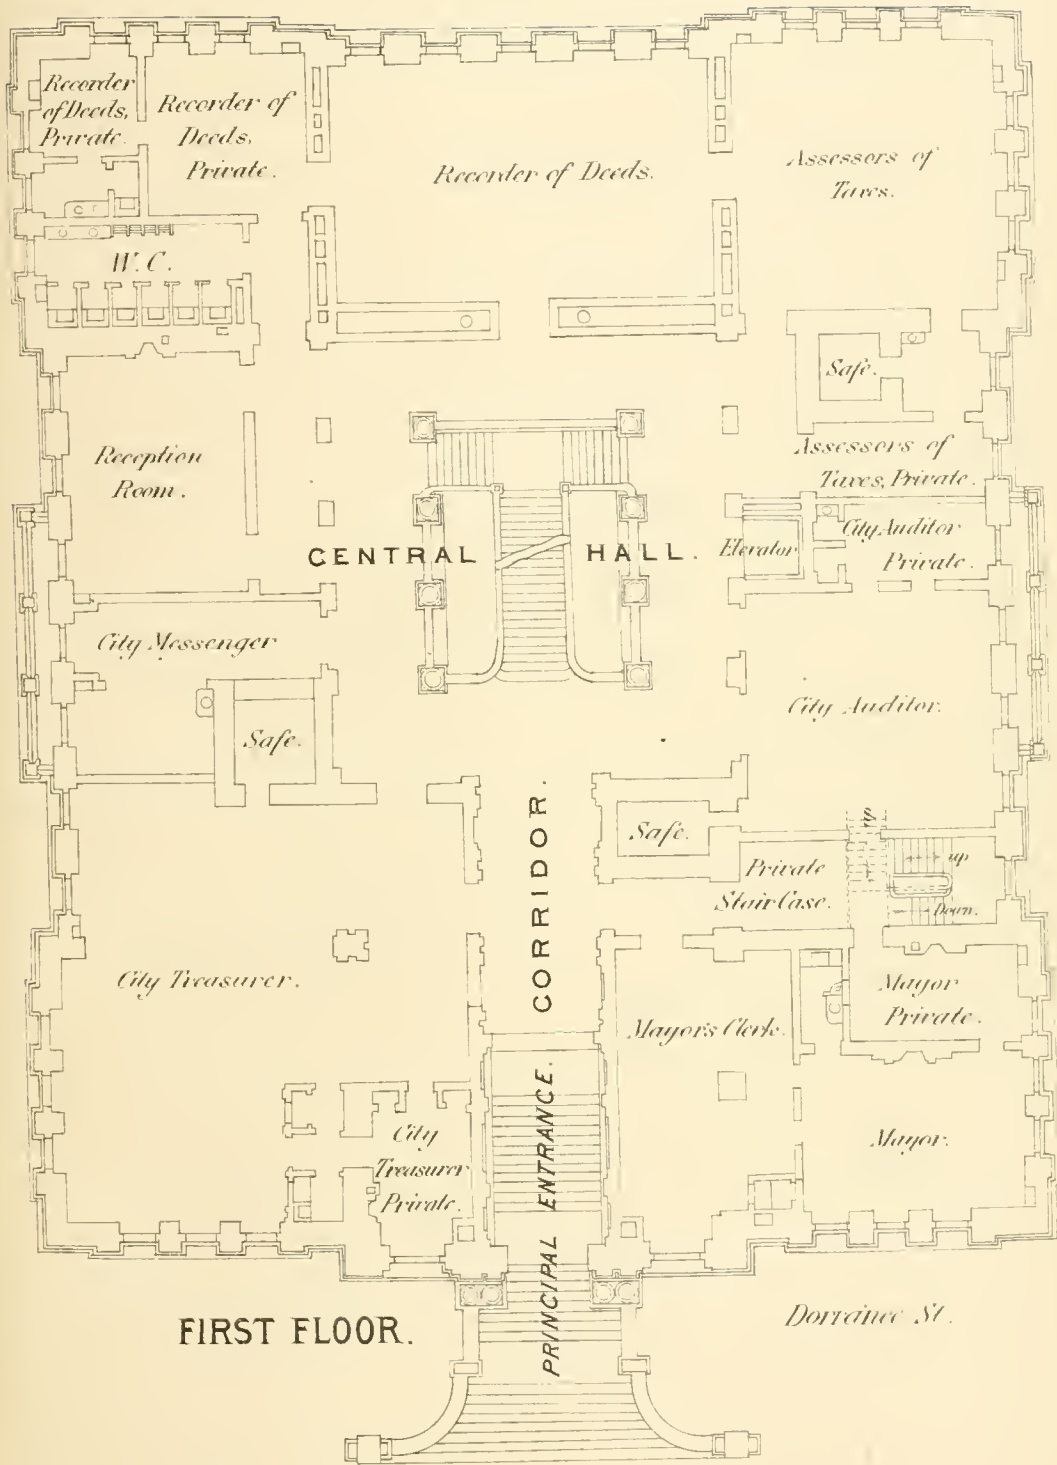 Recorder
of Deeds,
Private.
Recorder of
Deeds,
Private.
Recorder of Deeds.
Assessors of
Taxes.
W.C.
Safe.
Reception
Room.
Assessors of
Taxes, Private.
CENTRAL HALL.
Elevator
City Auditor
Private.
City Messenger
Safe.
City Auditor.
CORRIDOR.
Safe.
Private
Stair Case.
up
up
Down.
City Treasurer.
Mayor's Clerk.
Mayor
Private.
City
Treasurer
Private.
PRINCIPAL ENTRANCE.
Mayor.
FIRST FLOOR.
Dorrance St.